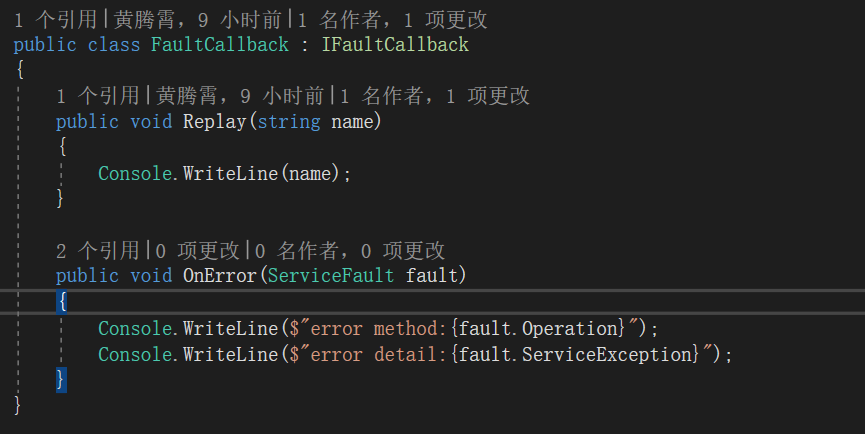 1 个引用|黄腾霄，9 小时前|1 名作者，1 项更改
public class FaultCallback : IFaultCallback
{
1 个引用|黄腾霄，9 小时前|1 名作者，1 项更改
public void Replay(string name)
{
Console.WriteLine(name);
}
2 个引用|0 项更改|0 名作者，0 项更改
public void OnError(ServiceFault fault)
{
Console.WriteLine($"error method:{fault.Operation}");
Console.WriteLine($"error detail:{fault.ServiceException}");
}
}